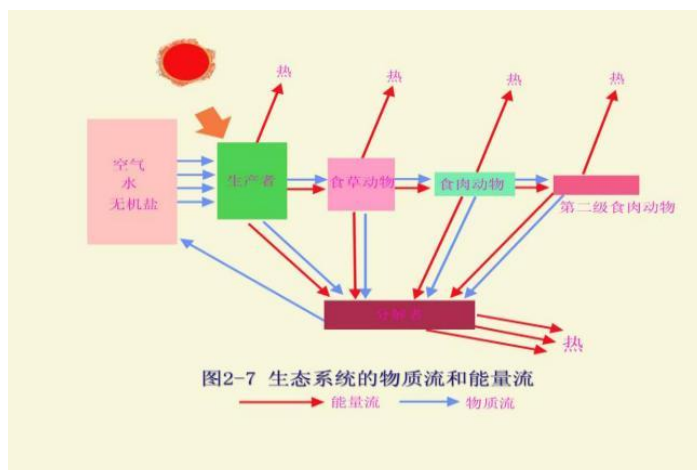 热 热 热 热
空气
水
无机盐
生产者
食草动物
食肉动物
第二级食肉动物
分解者
热
图2-7 生态系统的物质流和能量流
能量流 物质流